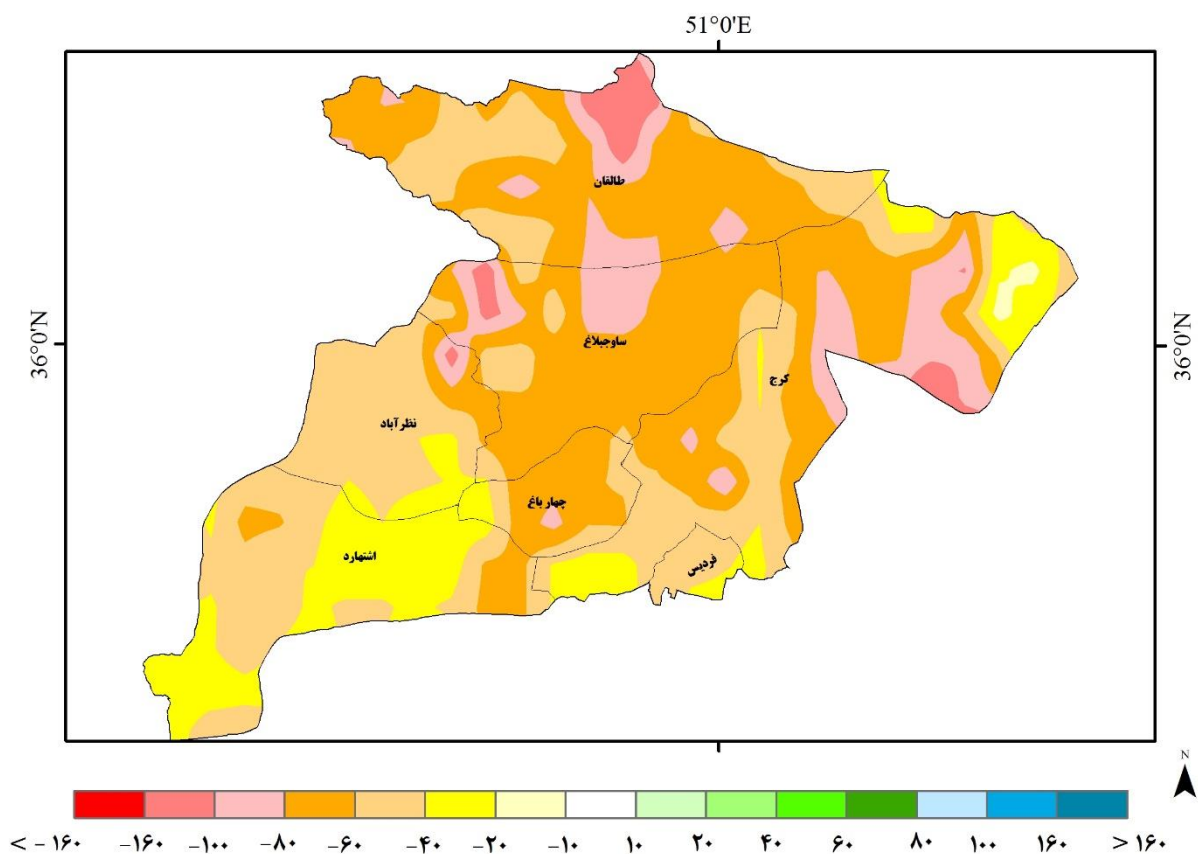 51°0'E
36°0'N
36°0'N
طالقان
ساوجبلاغ
کرج
نظرآباد
چهارباغ
فردیس
اشتهارد
N
< -۱۶۰ -۱۶۰ -۱۰۰ -۸۰ -۶۰ -۴۰ -۲۰ -۱۰ ۱۰ ۲۰ ۴۰ ۶۰ ۸۰ ۱۰۰ ۱۶۰ > ۱۶۰